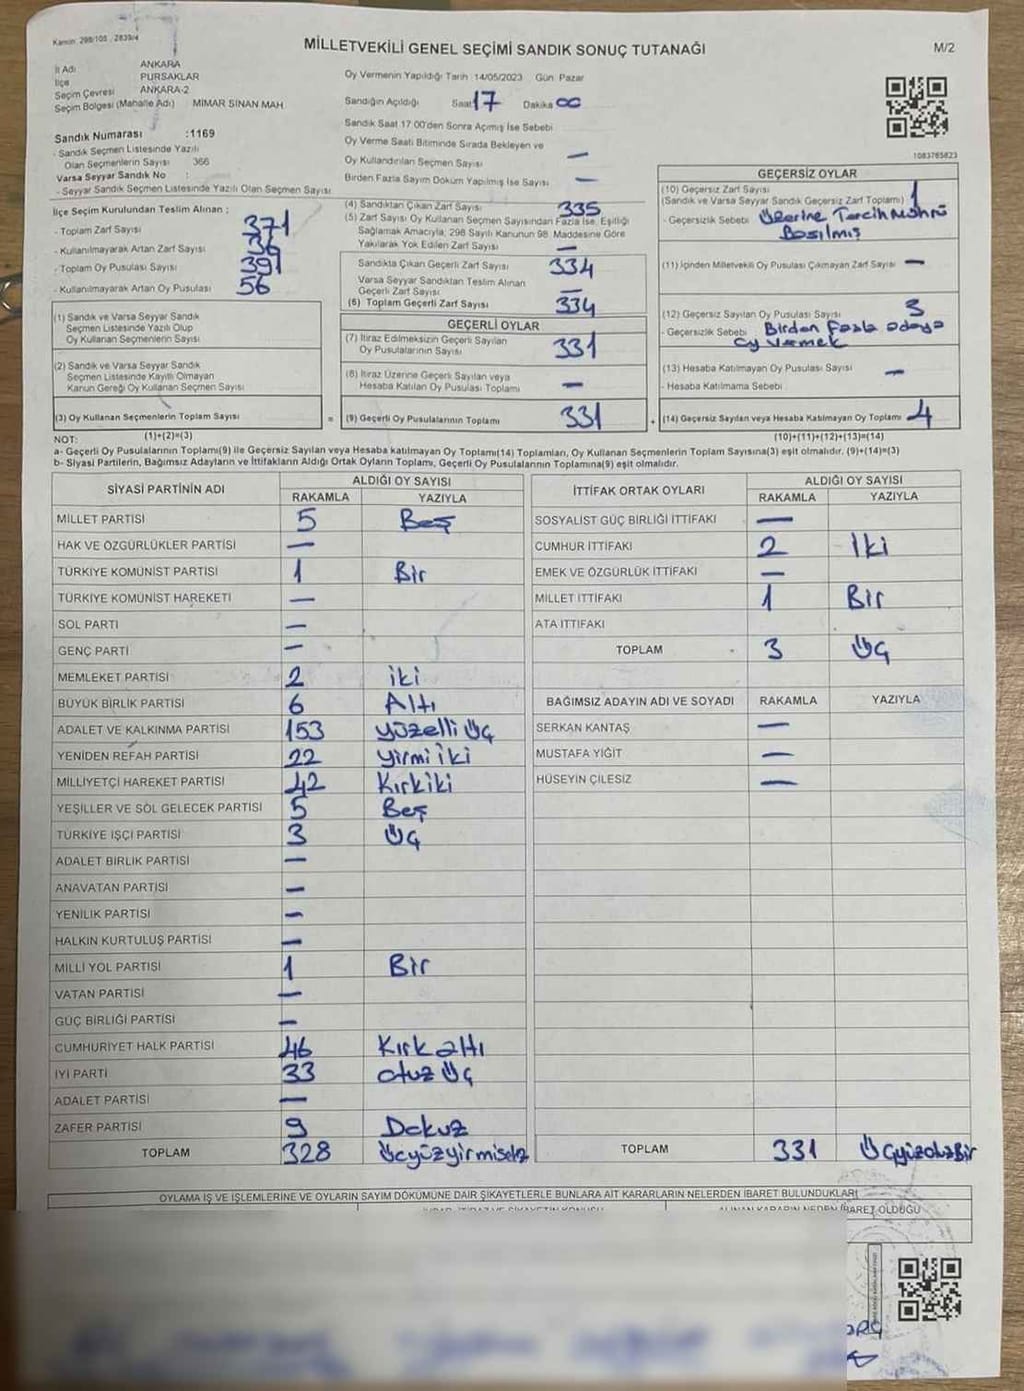 Kanun: 298/105 , 2839/4
MİLLETVEKİLİ GENEL SEÇİMİ SANDIK SONUÇ TUTANAĞI
M/2
İl Adı ANKARA
İlçe PURSAKLAR
Seçim Çevresi ANKARA-2
Seçim Bölgesi (Mahalle Adı) MİMAR SİNAN MAH
Sandık Numarası :1169
- Sandık Seçmen Listesinde Yazılı
Olan Seçmenlerin Sayısı 366
Varsa Seyyar Sandık No :
- Seyyar Sandık Seçmen Listesinde Yazılı Olan Seçmen Sayısı:
İlçe Seçim Kurulundan Teslim Alınan :
- Toplam Zarf Sayısı 371
- Kullanılmayarak Artan Zarf Sayısı 36
- Toplam Oy Pusulası Sayısı 391
- Kullanılmayarak Artan Oy Pusulası 56
(1) Sandık ve Varsa Seyyar Sandık
Seçmen Listesinde Yazılı Olup
Oy Kullanan Seçmenlerin Sayısı
(2) Sandık ve Varsa Seyyar Sandık
Seçmen Listesinde Kayıtlı Olmayan
Kanun Gereği Oy Kullanan Seçmen Sayısı
(3) Oy Kullanan Seçmenlerin Toplam Sayısı =
(1)+(2)=(3)
Oy Vermenin Yapıldığı Tarih 14/05/2023 Gün Pazar
Sandığın Açıldığı Saat 17 Dakika 00
Sandık Saat 17 00'den Sonra Açmış İse Sebebi
Oy Verme Saati Bitiminde Sırada Bekleyen ve
Oy Kullandırılan Seçmen Sayısı —
Birden Fazla Sayım Döküm Yapılmış İse Sayısı —
(4) Sandıktan Çıkan Zarf Sayısı 335
(5) Zarf Sayısı Oy Kullanan Seçmen Sayısından Fazla İse, Eşitliği
Sağlamak Amacıyla, 298 Sayılı Kanunun 98. Maddesine Göre
Yakılarak Yok Edilen Zarf Sayısı —
Sandıkta Çıkan Geçerli Zarf Sayısı 334
Varsa Seyyar Sandıktan Teslim Alınan
Geçerli Zarf Sayısı —
(6) Toplam Geçerli Zarf Sayısı 334
GEÇERLİ OYLAR
(7) İtiraz Edilmeksizin Geçerli Sayılan
Oy Pusulalarının Sayısı 331
(8) İtiraz Üzerine Geçerli Sayılan veya
Hesaba Katılan Oy Pusulası Toplamı —
(9) Geçerli Oy Pusulalarının Toplamı 331 +
1083765823
GEÇERSİZ OYLAR
(10) Geçersiz Zarf Sayısı 1
(Sandık ve Varsa Seyyar Sandık Geçersiz Zarf Toplamı)
- Geçersizlik Sebebi Üzerine Tercih Mührü
Basılmış
(11) İçinden Milletvekili Oy Pusulası Çıkmayan Zarf Sayısı —
(12) Geçersiz Sayılan Oy Pusulası Sayısı 3
- Geçersizlik Sebebi Birden Fazla adaya
oy vermek
(13) Hesaba Katılmayan Oy Pusulası Sayısı —
- Hesaba Katılmama Sebebi
(14) Geçersiz Sayılan veya Hesaba Katılmayan Oy Toplamı 4
(10)+(11)+(12)+(13)=(14)
NOT:
a- Geçerli Oy Pusulalarının Toplamı(9) ile Geçersiz Sayılan veya Hesaba katılmayan Oy Toplamı(14) Toplamları, Oy Kullanan Seçmenlerin Toplam Sayısına(3) eşit olmalıdır. (9)+(14)=(3)
b- Siyasi Partilerin, Bağımsız Adayların ve İttifakların Aldığı Ortak Oyların Toplamı, Geçerli Oy Pusulalarının Toplamına(9) eşit olmalıdır.
SİYASİ PARTİNİN ADI ALDIĞI OY SAYISI
RAKAMLA YAZIYLA
MİLLET PARTİSİ 5 Beş
HAK VE ÖZGÜRLÜKLER PARTİSİ —
TÜRKİYE KOMÜNİST PARTİSİ 1 Bir
TÜRKİYE KOMÜNİST HAREKETİ —
SOL PARTİ —
GENÇ PARTİ —
MEMLEKET PARTİSİ 2 iki
BÜYÜK BİRLİK PARTİSİ 6 Altı
ADALET VE KALKINMA PARTİSİ 153 yüzelli üç
YENİDEN REFAH PARTİSİ 22 yirmi iki
MİLLİYETÇİ HAREKET PARTİSİ 42 Kırkiki
YEŞİLLER VE SOL GELECEK PARTİSİ 5 Beş
TÜRKİYE İŞÇİ PARTİSİ 3 Üç
ADALET BİRLİK PARTİSİ —
ANAVATAN PARTİSİ —
YENİLİK PARTİSİ —
HALKIN KURTULUŞ PARTİSİ —
MİLLİ YOL PARTİSİ 1 Bir
VATAN PARTİSİ —
GÜÇ BİRLİĞİ PARTİSİ —
CUMHURİYET HALK PARTİSİ 46 Kırk altı
İYİ PARTİ 33 otuz üç
ADALET PARTİSİ —
ZAFER PARTİSİ 9 Dokuz
TOPLAM 328 Üçyüzyirmisekiz
İTTİFAK ORTAK OYLARI ALDIĞI OY SAYISI
RAKAMLA YAZIYLA
SOSYALİST GÜÇ BİRLİĞİ İTTİFAKI —
CUMHUR İTTİFAKI 2 İki
EMEK VE ÖZGÜRLÜK İTTİFAKI —
MİLLET İTTİFAKI 1 Bir
ATA İTTİFAKI
TOPLAM 3 Üç
BAĞIMSIZ ADAYIN ADI VE SOYADI RAKAMLA YAZIYLA
SERKAN KANTAŞ —
MUSTAFA YİĞİT —
HÜSEYİN ÇİLESİZ —
TOPLAM 331 ÜçyüzotuzBir
OYLAMA İŞ VE İŞLEMLERİNE VE OYLARIN SAYIM DÖKÜMÜNE DAİR ŞİKAYETLERLE BUNLARA AİT KARARLARIN NELERDEN İBARET BULUNDUKLARI
ALINAN KARARIN NEDEN İBARET OLDUĞU